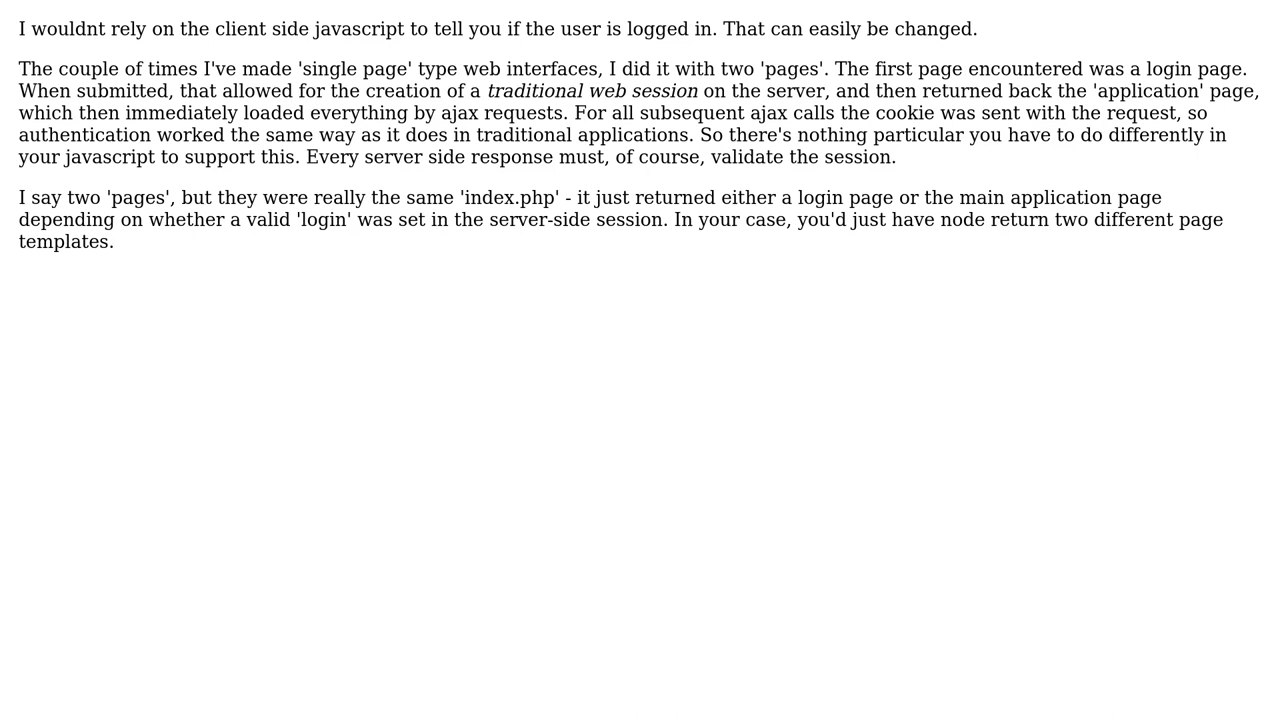 I wouldnt rely on the client side javascript to tell you if the user is logged in. That can easily be changed.
The couple of times I've made 'single page' type web interfaces, I did it with two 'pages'. The first page encountered was a login page.
When submitted, that allowed for the creation of a traditional web session on the server, and then returned back the 'application' page,
which then immediately loaded everything by ajax requests. For all subsequent ajax calls the cookie was sent with the request, so
authentication worked the same way as it does in traditional applications. So there's nothing particular you have to do differently in
your javascript to support this. Every server side response must, of course, validate the session.
I say two 'pages', but they were really the same 'index.php' - it just returned either a login page or the main application page
depending on whether a valid 'login' was set in the server-side session. In your case, you'd just have node return two different page
templates.